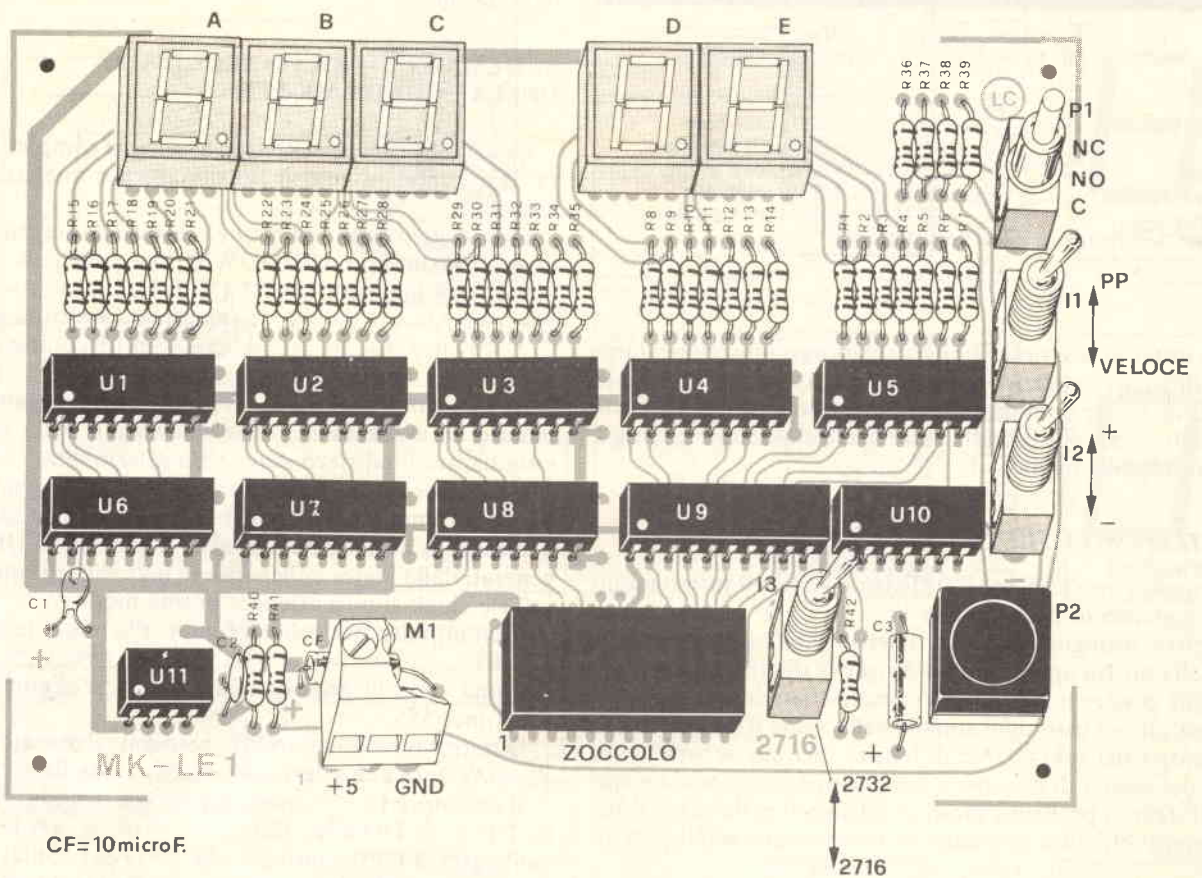 A B C D E
R36 R37 R38 R39
LC
P1
NC
NO
C
R15 R16 R17 R18 R19 R20 R21
R22 R23 R24 R25 R26 R27 R28
R29 R30 R31 R32 R33 R34 R35
R8 R9 R10 R11 R12 R13 R14
R1 R2 R3 R4 R5 R6 R7
I1
PP
VELOCE
U1 U2 U3 U4 U5
I2
+
-
U6 U7 U8 U9 U10
C1
+
U11
C2
R40
R41
CF
+
M1
I3
R42
C3
+
P2
-
1
ZOCCOLO
2716
MK-LE1
1
+5
GND
2732
2716
CF=10microF.